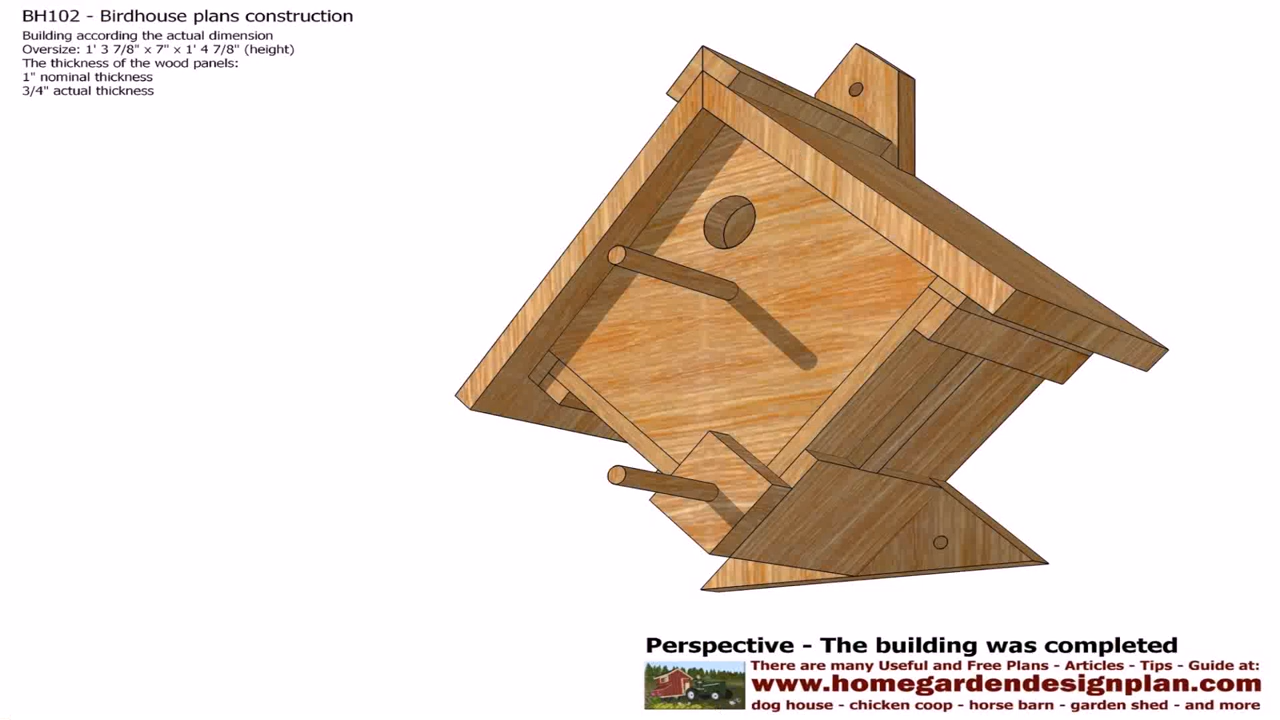 BH102 - Birdhouse plans construction
Building according the actual dimension
Oversize: 1' 3 7/8" x 7" x 1' 4 7/8" (height)
The thickness of the wood panels:
1" nominal thickness
3/4" actual thickness
Perspective - The building was completed
There are many Useful and Free Plans - Articles - Tips - Guide at:
www.homegardendesignplan.com
dog house - chicken coop - horse barn - garden shed - and more